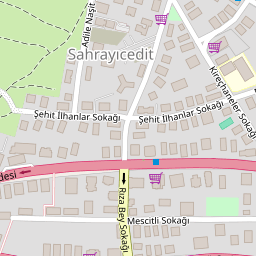 Adile Naşit
Sahrayıcedit
Kireçhaneler Sokağı
Şehit İlhanlar Sokağı
Şehit İlhanlar Sokağı
desi
Rıza Bey Sokağı
Mescitli Sokağı